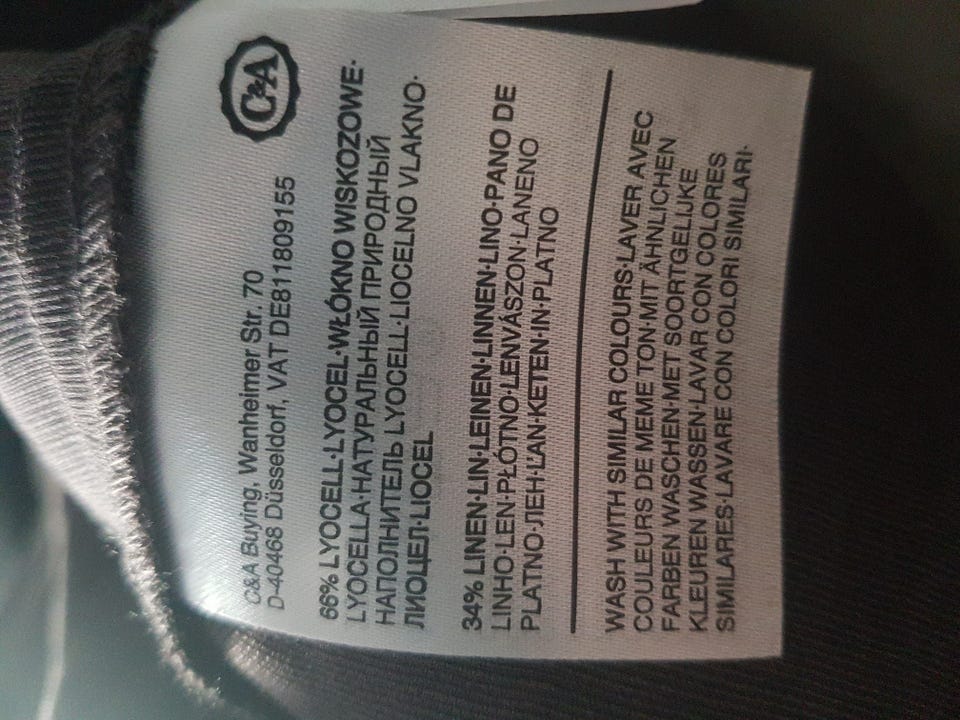 C&A
C&A Buying, Wanheimer Str. 70
D-40468 Düsseldorf, VAT DE811809155
66% LYOCELL·LYOCEL·WŁÓKNO WISKOZOWE·
LYOCELLA·НАТУРАЛЬНЫЙ ПРИРОДНЫЙ
НАПОЛНИТЕЛЬ LYOCELL·LIOCELNO VLAKNO·
ЛИОЦЕЛ·LIOCEL
34% LINEN·LIN·LEINEN·LINNEN·LINO·PANO DE
LINHO·LEN·PŁÓTNO·LENVÁSZON·LANENO
PLATNO·ЛЕН·ĽAN·KETEN·IN·PLATNO
WASH WITH SIMILAR COLOURS·LAVER AVEC
COULEURS DE MEME TON·MIT ÄHNLICHEN
FARBEN WASCHEN·MET SOORTGELIJKE
KLEUREN WASSEN·LAVAR CON COLORES
SIMILARES·LAVARE CON COLORI SIMILARI·